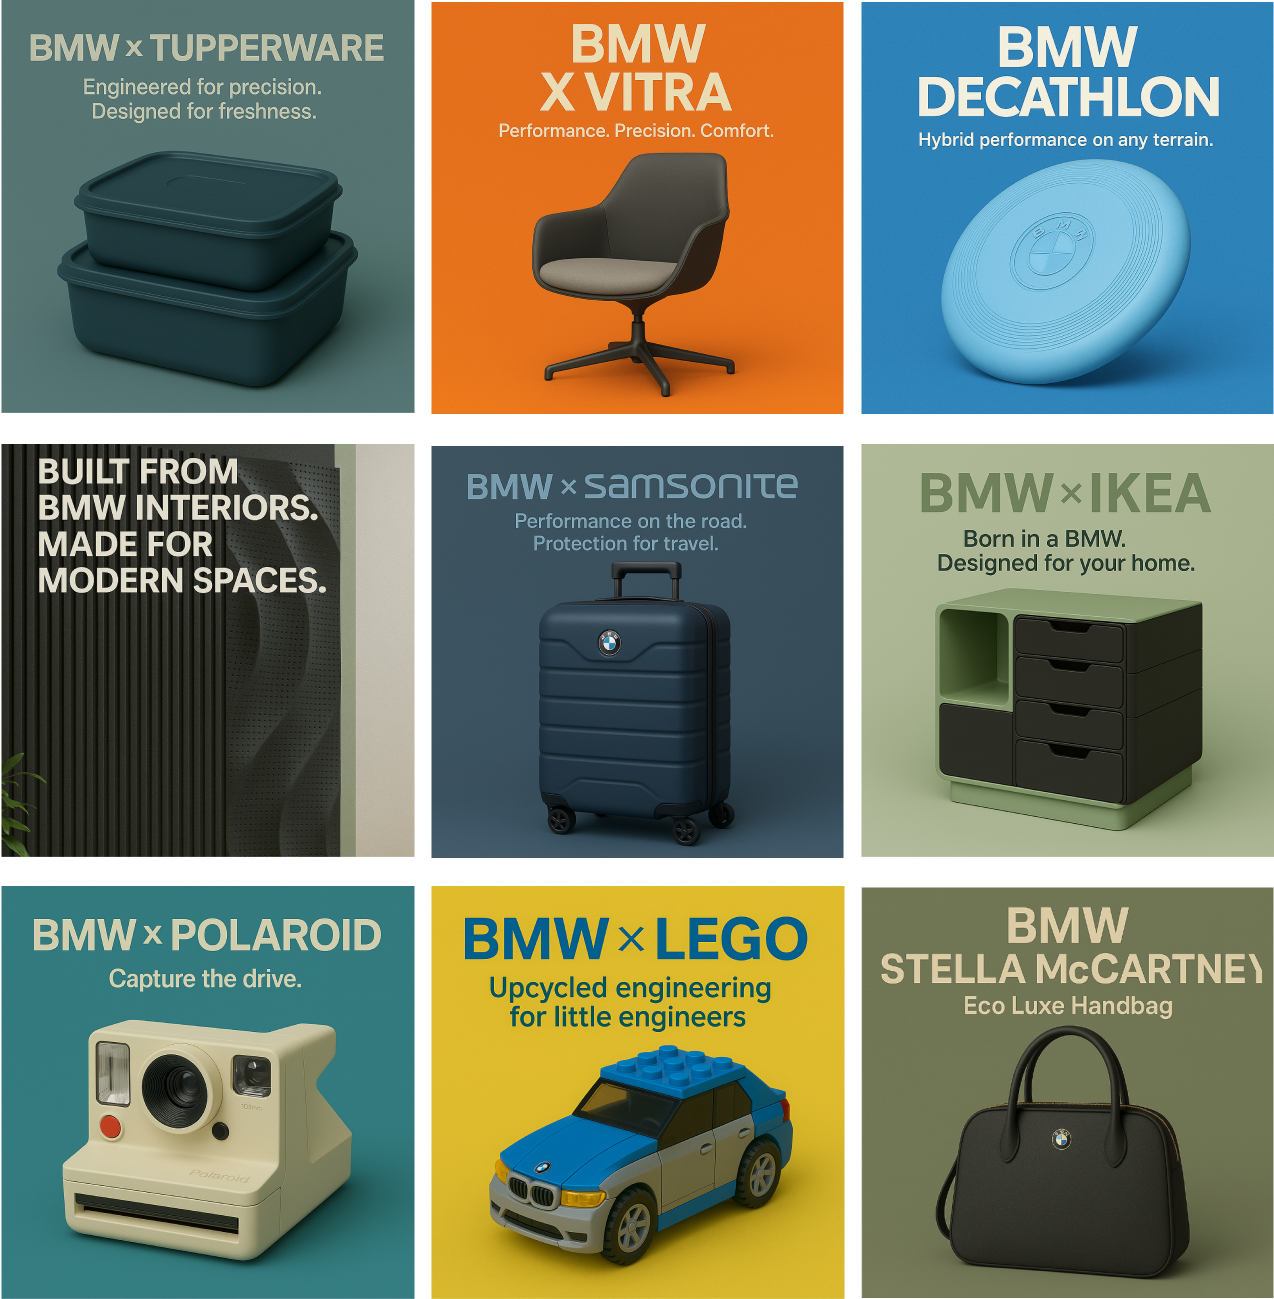 BMW x TUPPERWARE
Engineered for precision.
Designed for freshness.
BMW
X VITRA
Performance. Precision. Comfort.
BMW
DECATHLON
Hybrid performance on any terrain.
BMW
BUILT FROM
BMW INTERIORS.
MADE FOR
MODERN SPACES.
BMW × samsonite
Performance on the road.
Protection for travel.
BMW
BMW × IKEA
Born in a BMW.
Designed for your home.
BMW x POLAROID
Capture the drive.
Polaroid
BMW × LEGO
Upcycled engineering
for little engineers
BMW
STELLA McCARTNEY
Eco Luxe Handbag